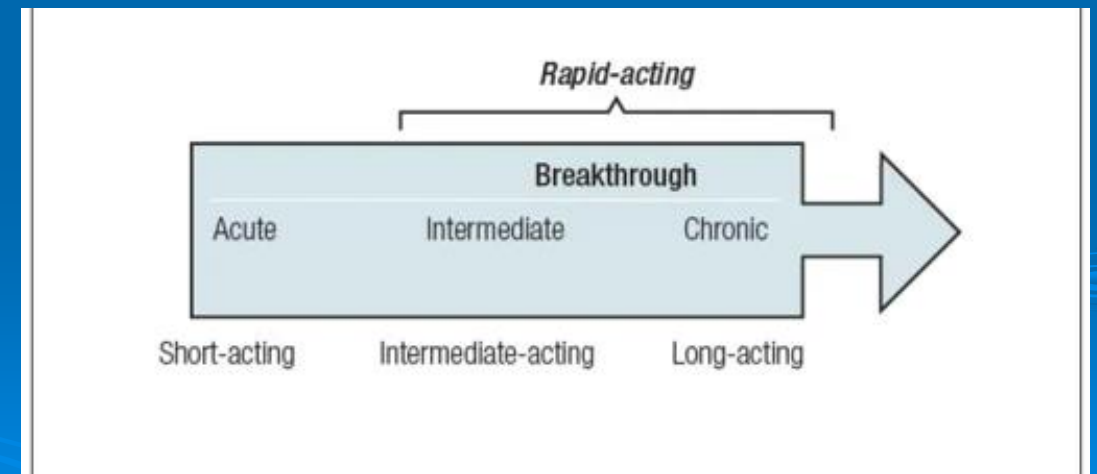 Rapid-acting
Breakthrough
Acute Intermediate Chronic
Short-acting Intermediate-acting Long-acting